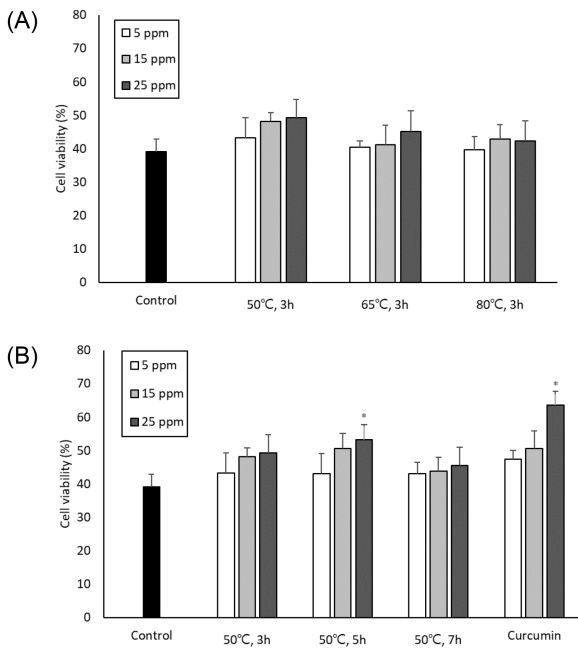 (A)
80
70
60
50
40
30
20
10
0
Cell viability (%)
5 ppm
15 ppm
25 ppm
Control
50℃, 3h
65℃, 3h
80℃, 3h
(B)
80
70
60
50
40
30
20
10
0
Cell viability (%)
5 ppm
15 ppm
25 ppm
*
*
Control
50℃, 3h
50℃, 5h
50℃, 7h
Curcumin